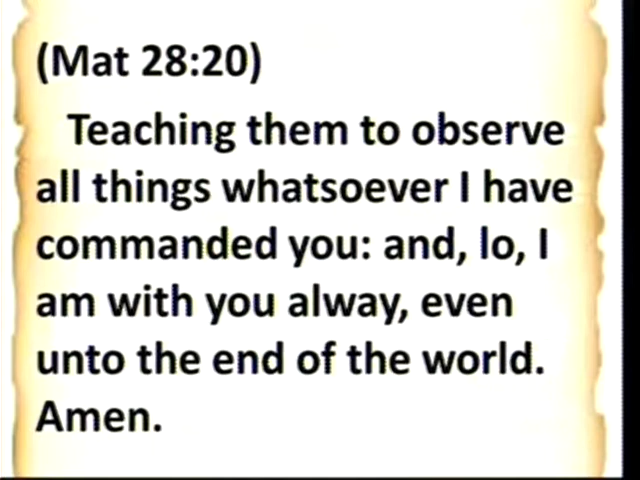 (Mat 28:20)
Teaching them to observe
all things whatsoever I have
commanded you: and, lo, I
am with you alway, even
unto the end of the world.
Amen.